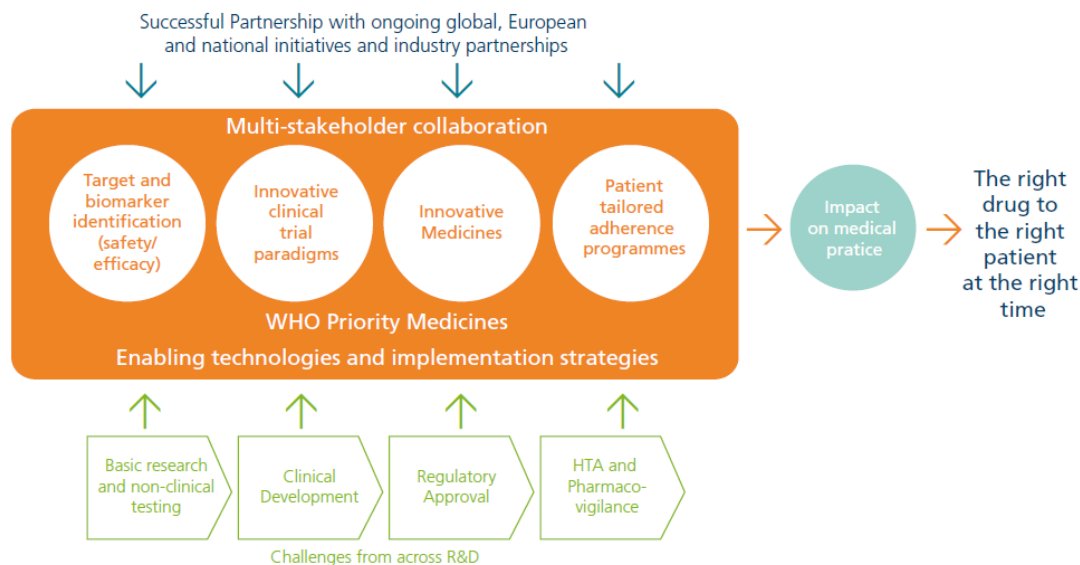 Successful Partnership with ongoing global, European
and national initiatives and industry partnerships
Multi-stakeholder collaboration
Target and
biomarker
identification
(safety/
efficacy)
Innovative
clinical
trial
paradigms
Innovative
Medicines
Patient
tailored
adherence
programmes
WHO Priority Medicines
Enabling technologies and implementation strategies
Impact
on medical
pratice
The right
drug to
the right
patient
at the right
time
Basic research
and non-clinical
testing
Clinical
Development
Regulatory
Approval
HTA and
Pharmaco-
vigilance
Challenges from across R&D